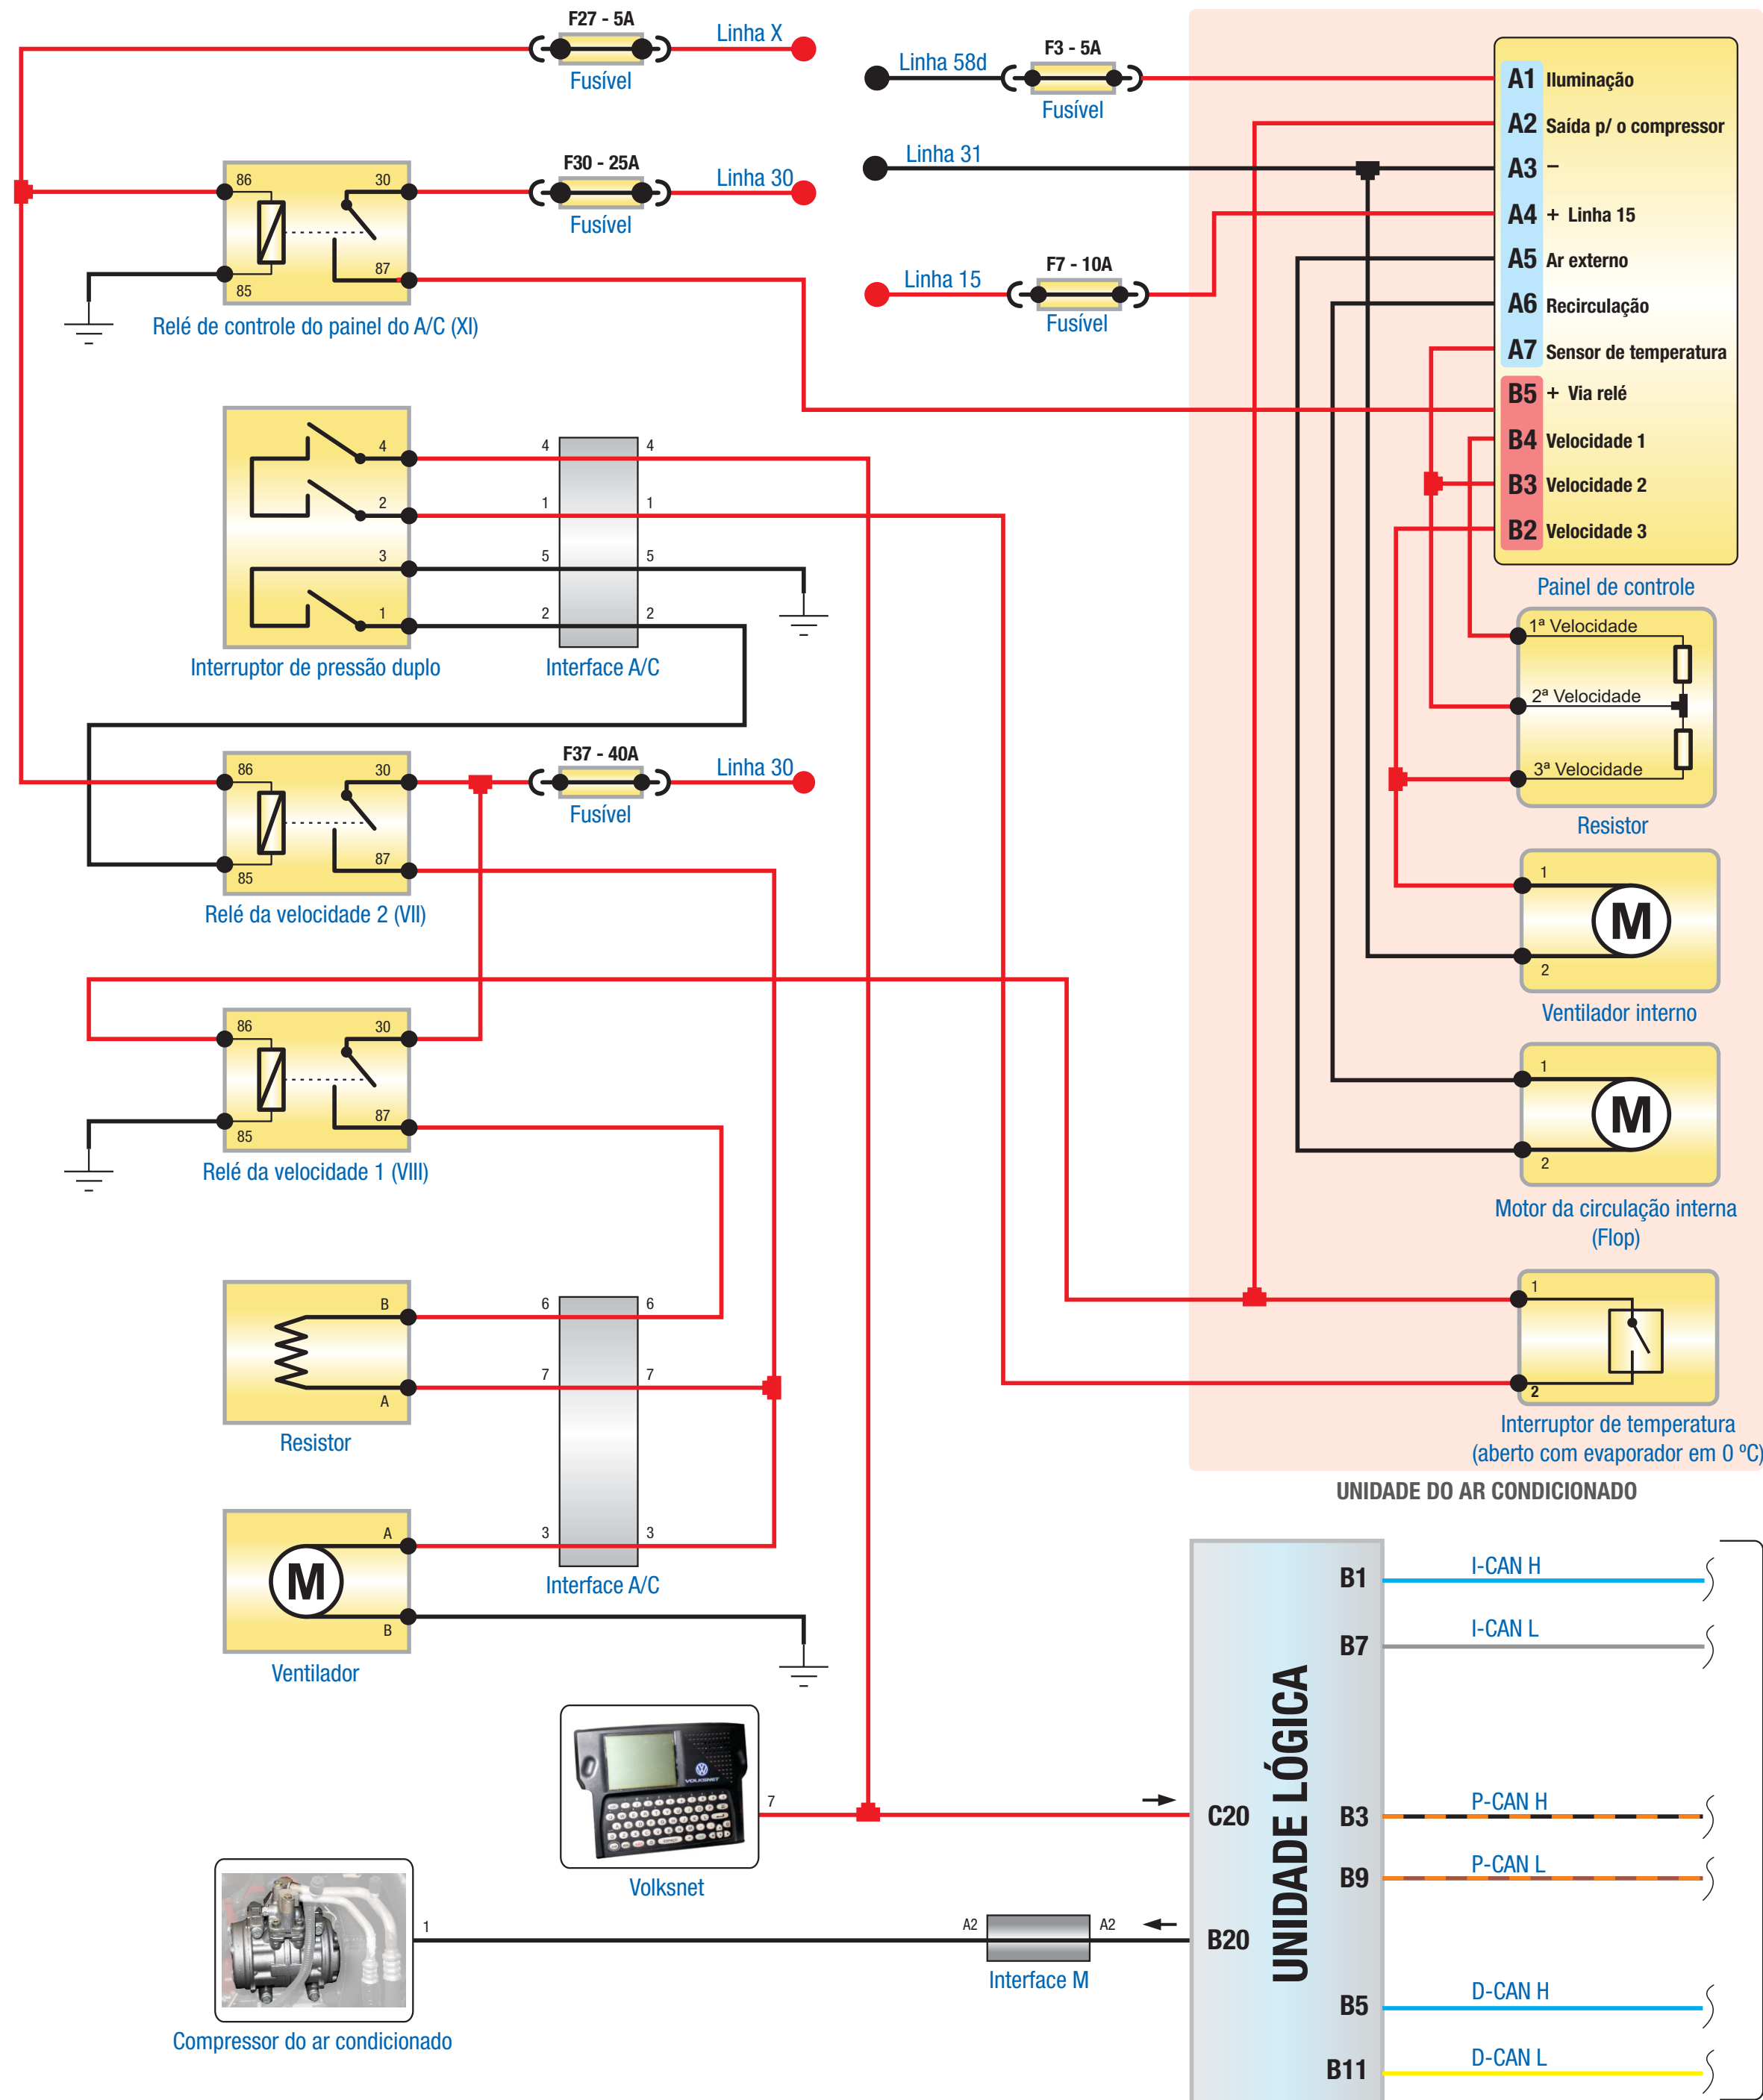 F27 - 5A
Linha X
Fusível
F3 - 5A
Linha 58d
Fusível
A1 Iluminação
A2 Saída p/ o compressor
Linha 31
A3 −
A4 + Linha 15
A5 Ar externo
A6 Recirculação
A7 Sensor de temperatura
B5 + Via relé
B4 Velocidade 1
B3 Velocidade 2
B2 Velocidade 3
Painel de controle
F30 - 25A
Linha 30
Fusível
86
30
85
87
Relé de controle do painel do A/C (XI)
F7 - 10A
Linha 15
Fusível
4
4
4
2
1
1
3
5
5
1
2
2
Interruptor de pressão duplo
Interface A/C
1ª Velocidade
2ª Velocidade
3ª Velocidade
Resistor
F37 - 40A
Linha 30
Fusível
86
30
85
87
Relé da velocidade 2 (VII)
1
M
2
Ventilador interno
86
30
85
87
Relé da velocidade 1 (VIII)
1
M
2
Motor da circulação interna
(Flop)
B
6
6
A
7
7
Resistor
1
2
Interruptor de temperatura
(aberto com evaporador em 0 ºC)
UNIDADE DO AR CONDICIONADO
A
3
3
M
B
Ventilador
Interface A/C
VOLKSNET
7
Volksnet
1
Compressor do ar condicionado
A2
A2
Interface M
UNIDADE LÓGICA
C20
B20
B1
I-CAN H
B7
I-CAN L
B3
P-CAN H
B9
P-CAN L
B5
D-CAN H
B11
D-CAN L